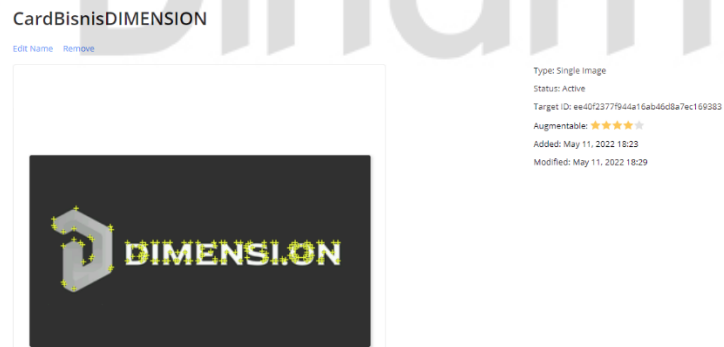 CardBisnisDIMENSION
Edit Name Remove
Type: Single Image
Status: Active
Target ID: ee40f2377f944a16ab46d8a7ec169383
Augmentable:
Added: May 11, 2022 18:23
Modified: May 11, 2022 18:29
DIMENSI.ON